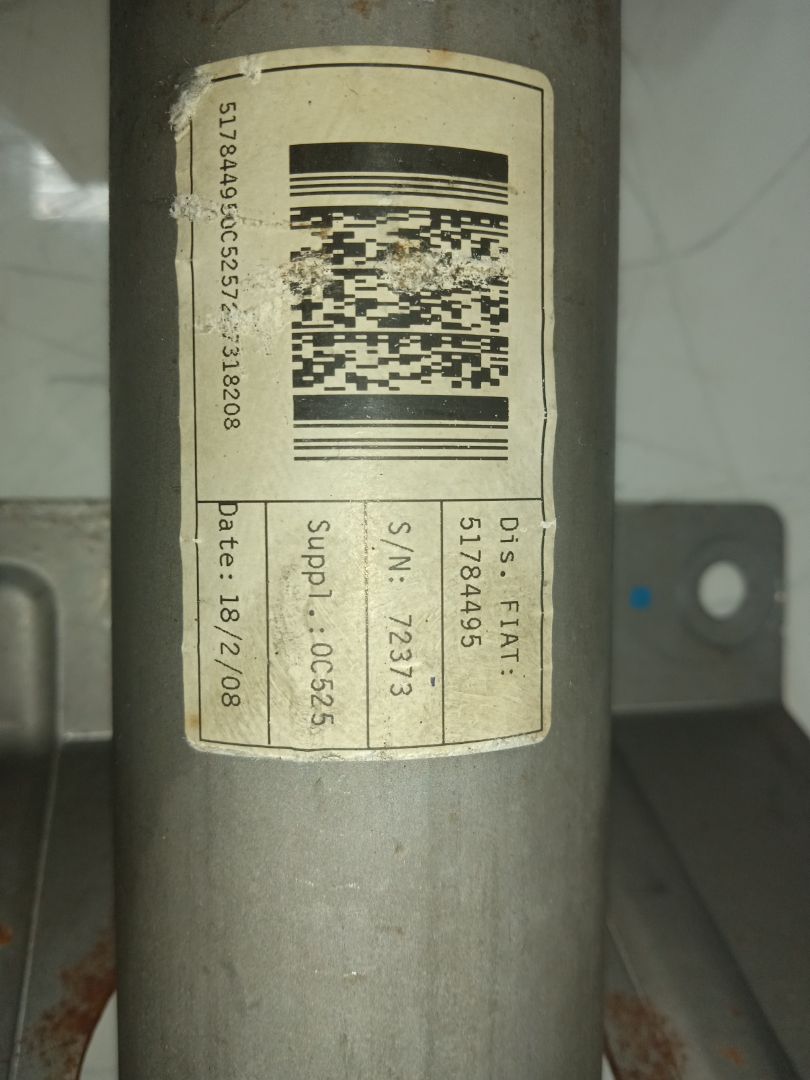 Dis. FIAT:
51784495
S/N: 72373
Suppl.:0C525
Date: 18/2/08